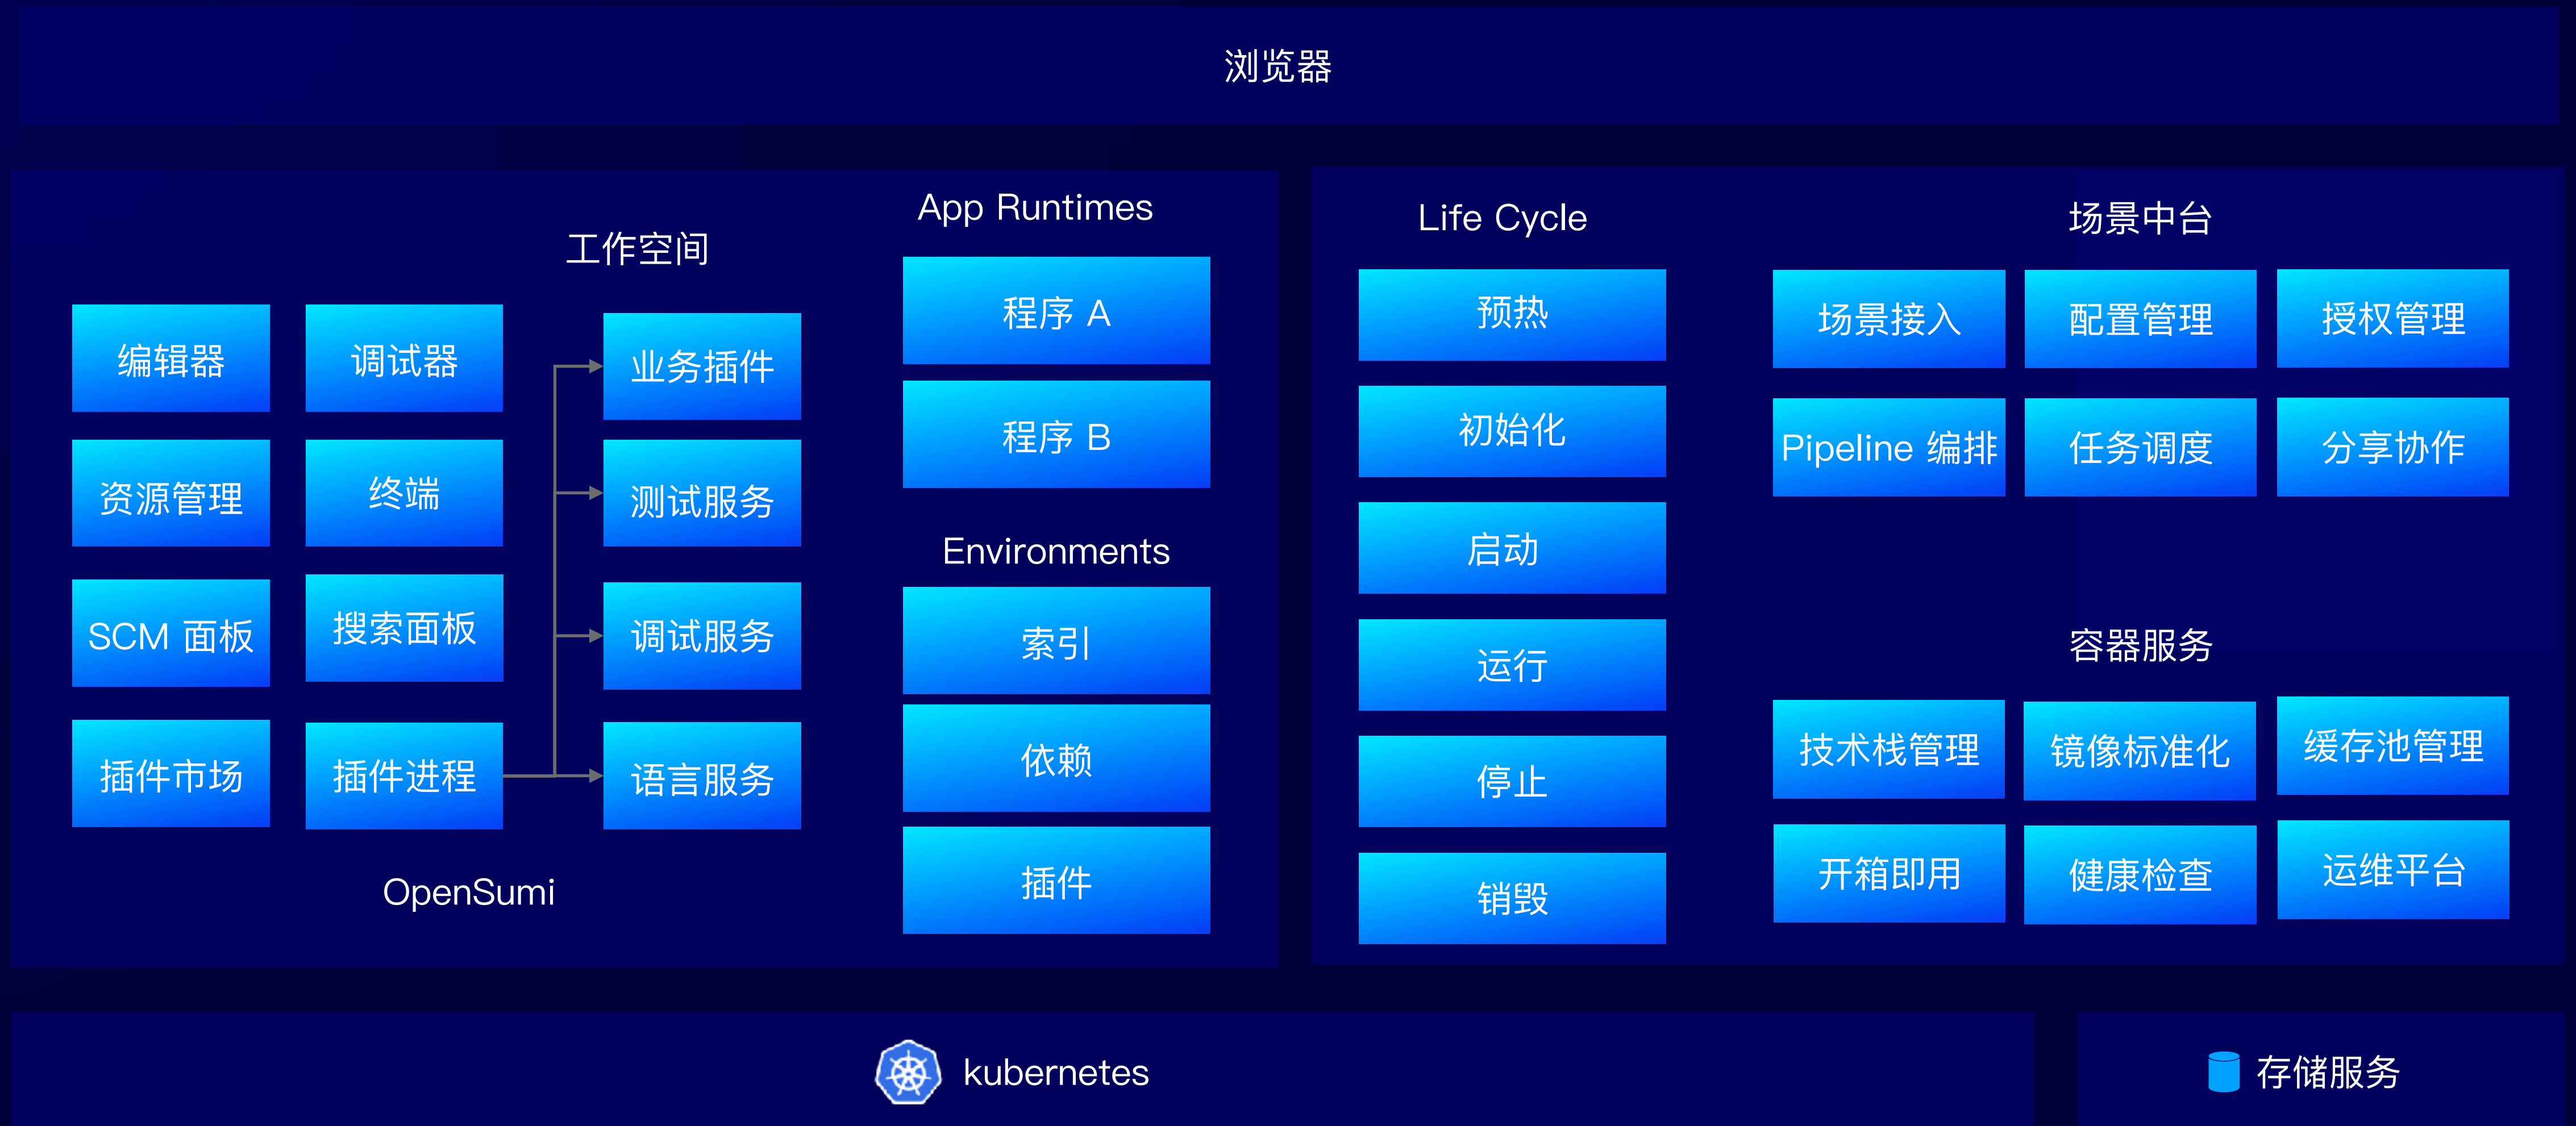 浏览器
工作空间
编辑器
调试器
业务插件
资源管理
终端
测试服务
SCM 面板
搜索面板
调试服务
插件市场
插件进程
语言服务
OpenSumi
App Runtimes
程序 A
程序 B
Environments
索引
依赖
插件
Life Cycle
预热
初始化
启动
运行
停止
销毁
场景中台
场景接入
配置管理
授权管理
Pipeline 编排
任务调度
分享协作
容器服务
技术栈管理
镜像标准化
缓存池管理
开箱即用
健康检查
运维平台
kubernetes
存储服务